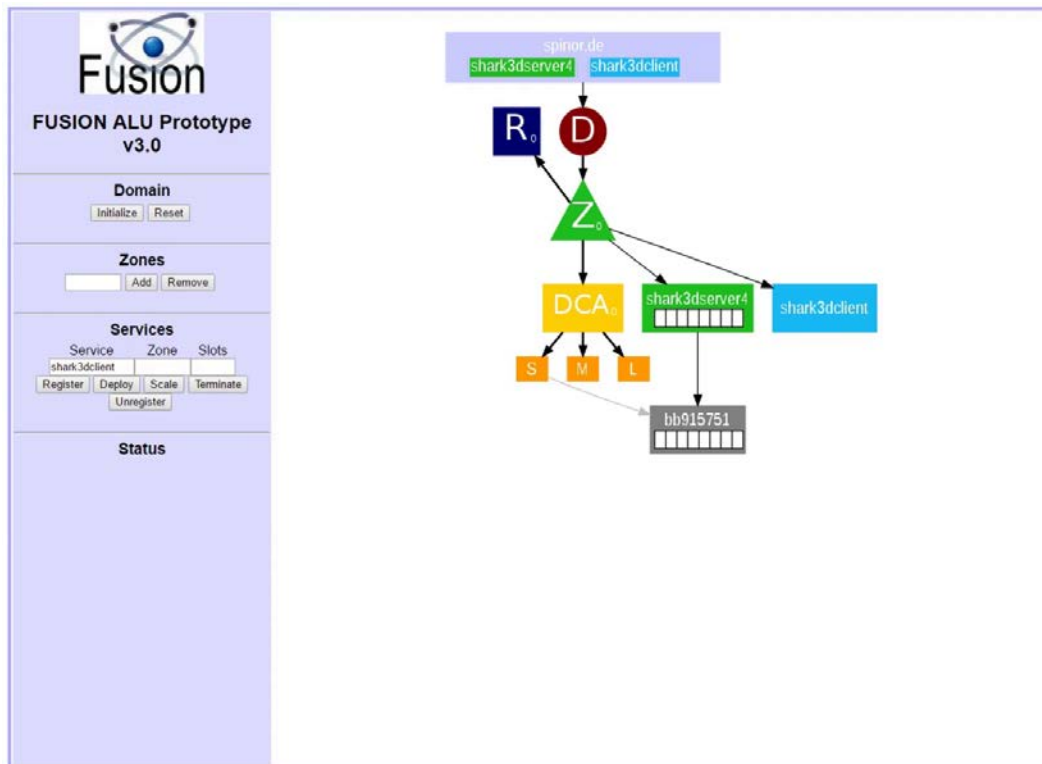 Fusion
FUSION ALU Prototype
v3.0
Domain
Initialize Reset
Zones
Add Remove
Services
Service Zone Slots
shark3dclient
Register Deploy Scale Terminate
Unregister
Status
spinor.de
shark3dserver4 shark3dclient
R0 D
Z0
DCA0 shark3dserver4 shark3dclient
S M L
bb915751